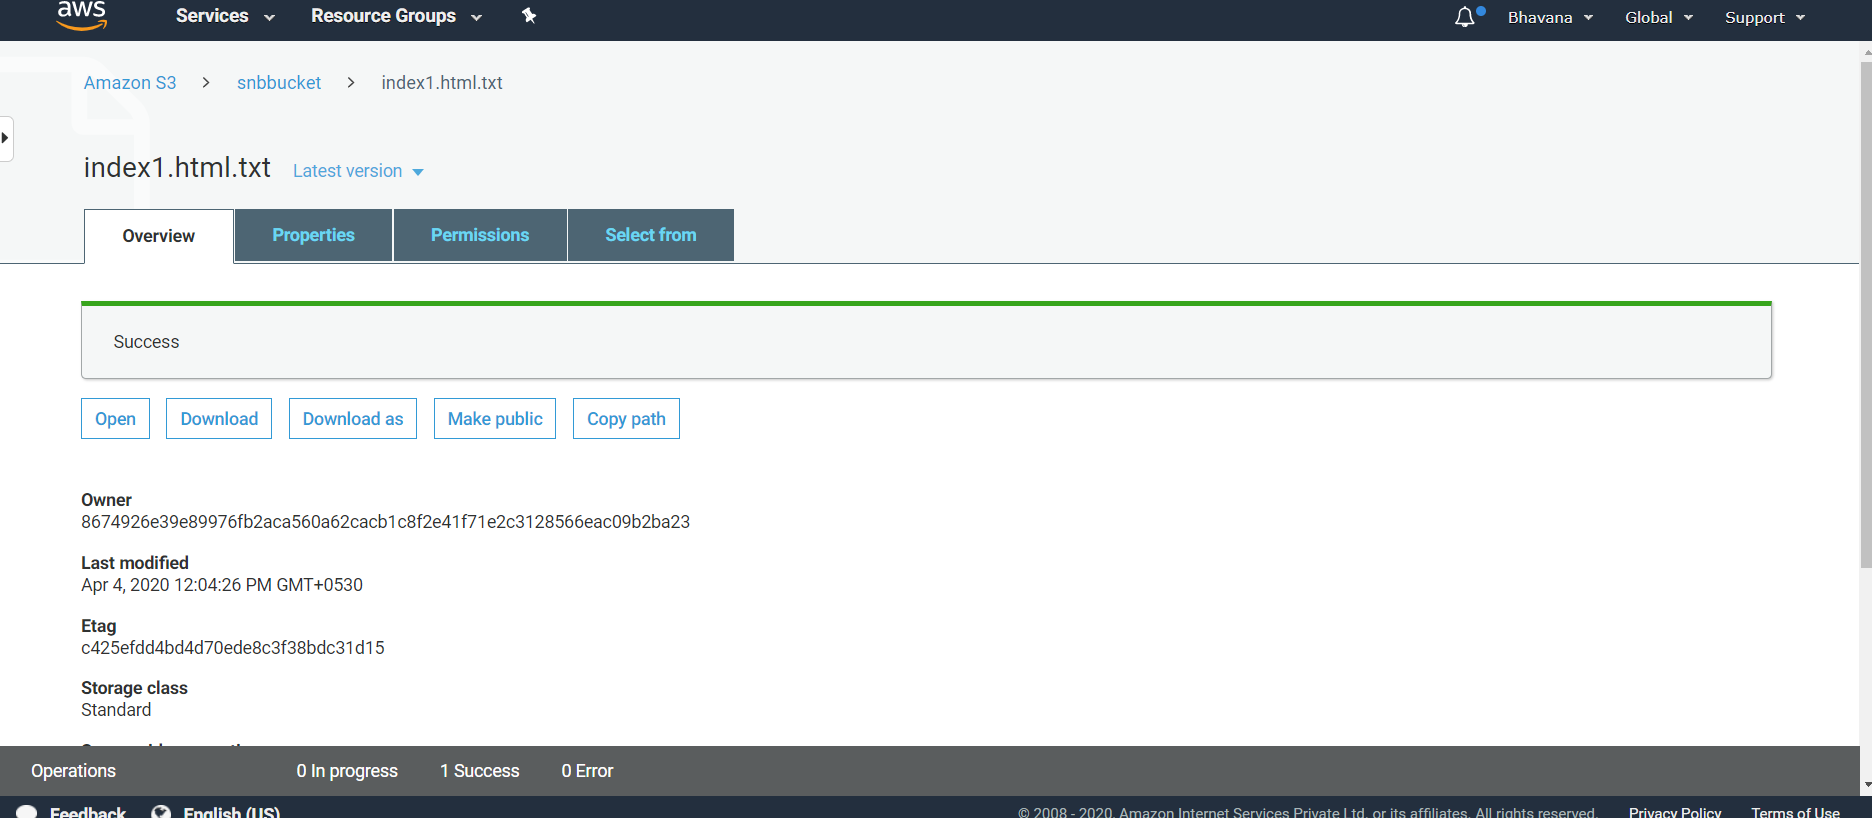 aws Services Resource Groups Bhavana Global Support
Amazon S3 > snbbucket > index1.html.txt
index1.html.txt Latest version
Overview Properties Permissions Select from
Success
Open Download Download as Make public Copy path
Owner
8674926e39e89976fb2aca560a62cacb1c8f2e41f71e2c3128566eac09b2ba23
Last modified
Apr 4, 2020 12:04:26 PM GMT+0530
Etag
c425efdd4bd4d70ede8c3f38bdc31d15
Storage class
Standard
Operations 0 In progress 1 Success 0 Error
Feedback English (US) © 2008 - 2020, Amazon Internet Services Private Ltd. or its affiliates. All rights reserved. Privacy Policy Terms of Use